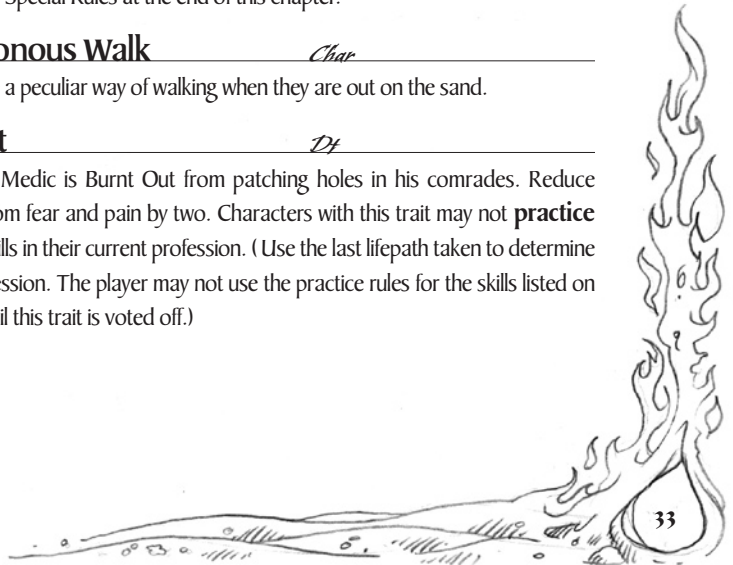 Special Rules at the end of this chapter.
onous Walk Char
a peculiar way of walking when they are out on the sand.
t Dt
Medic is Burnt Out from patching holes in his comrades. Reduce
om fear and pain by two. Characters with this trait may not practice
ills in their current profession. (Use the last lifepath taken to determine
ession. The player may not use the practice rules for the skills listed on
il this trait is voted off.)
33